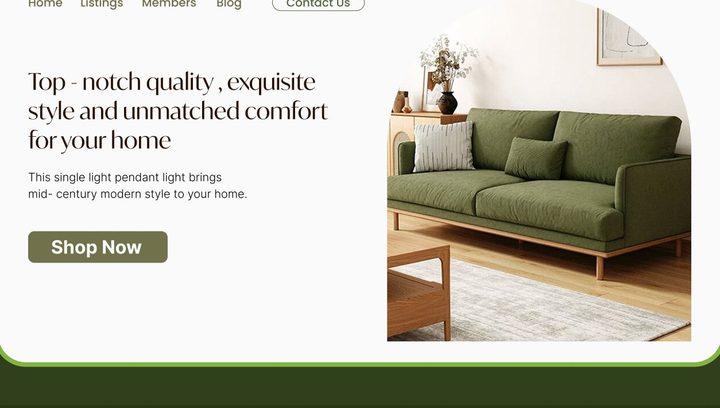 Home Listings Members Blog Contact Us
Top - notch quality , exquisite
style and unmatched comfort
for your home
This single light pendant light brings
mid- century modern style to your home.
Shop Now